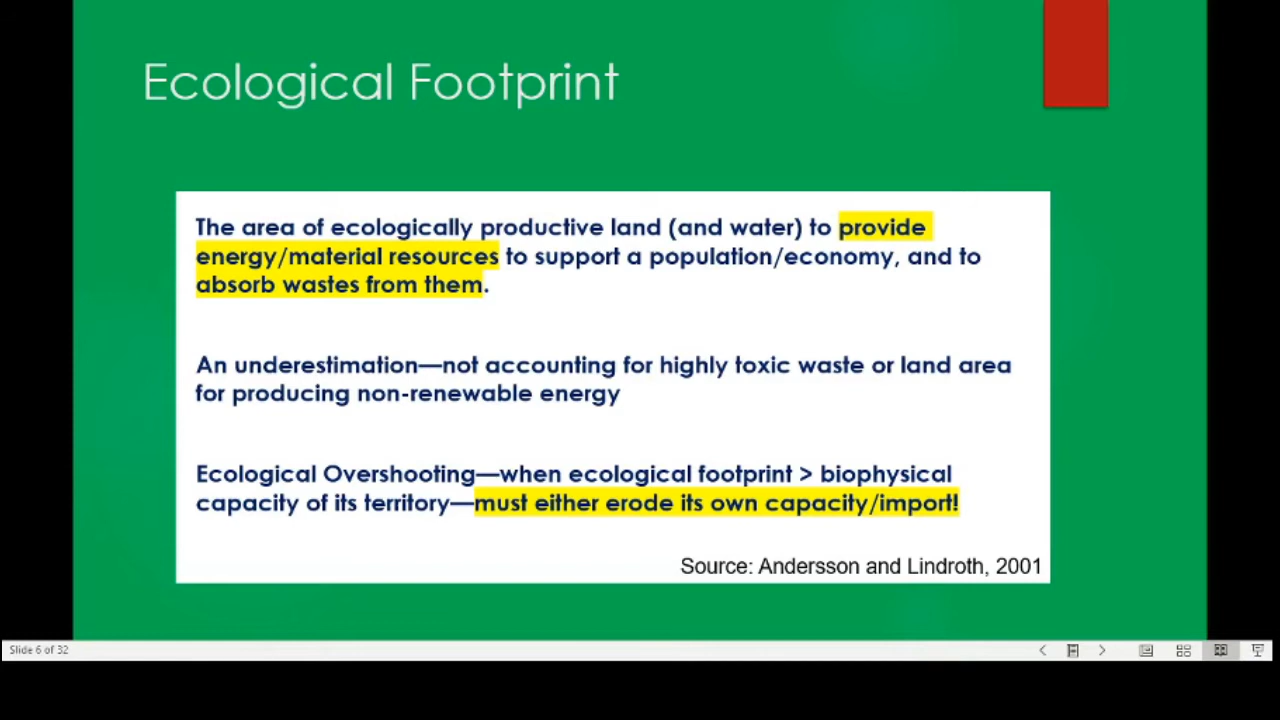 Ecological Footprint
The area of ecologically productive land (and water) to provide
energy/material resources to support a population/economy, and to
absorb wastes from them.
An underestimation—not accounting for highly toxic waste or land area
for producing non-renewable energy
Ecological Overshooting—when ecological footprint > biophysical
capacity of its territory—must either erode its own capacity/import!
Source: Andersson and Lindroth, 2001
Slide 6 of 32